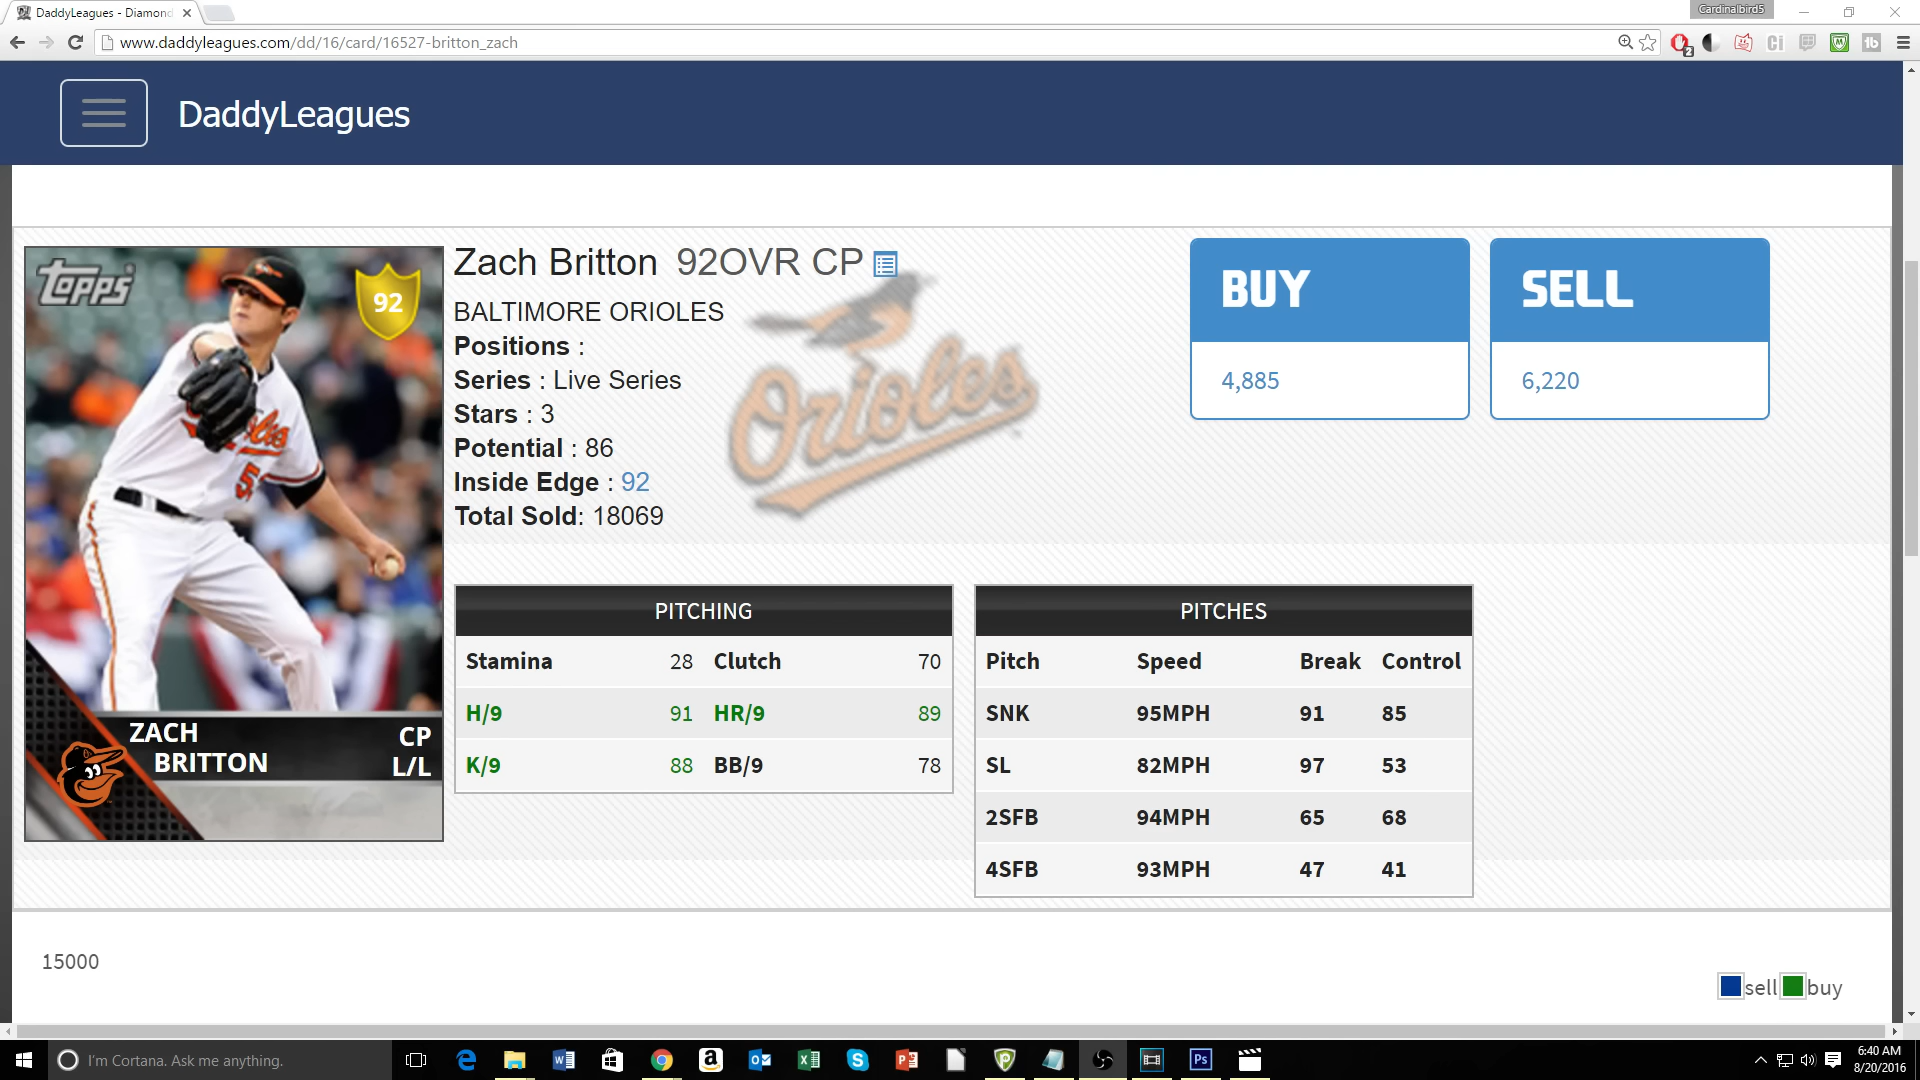 DaddyLeagues - Diamond
Cardinalbird5
www.daddyleagues.com/dd/16/card/16527-britton_zach
2
DaddyLeagues
Topps
92
ZACH
BRITTON
CP
L/L
Zach Britton 92OVR CP
BALTIMORE ORIOLES
Positions :
Series : Live Series
Stars : 3
Potential : 86
Inside Edge : 92
Total Sold: 18069
Orioles
BUY
4,885
SELL
6,220
PITCHING
Stamina 28 Clutch 70
H/9 91 HR/9 89
K/9 88 BB/9 78
PITCHES
Pitch Speed Break Control
SNK 95MPH 91 85
SL 82MPH 97 53
2SFB 94MPH 65 68
4SFB 93MPH 47 41
15000
sell buy
I'm Cortana. Ask me anything.
6:40 AM
8/20/2016